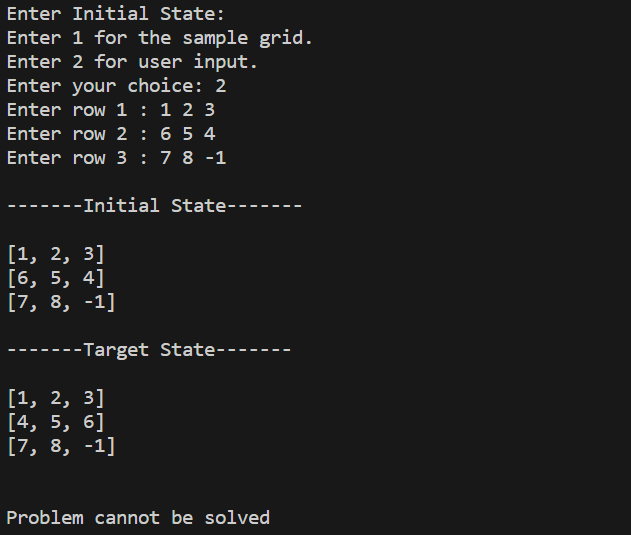 Enter Initial State:
Enter 1 for the sample grid.
Enter 2 for user input.
Enter your choice: 2
Enter row 1 : 1 2 3
Enter row 2 : 6 5 4
Enter row 3 : 7 8 -1
-------Initial State-------
[1, 2, 3]
[6, 5, 4]
[7, 8, -1]
-------Target State-------
[1, 2, 3]
[4, 5, 6]
[7, 8, -1]
Problem cannot be solved